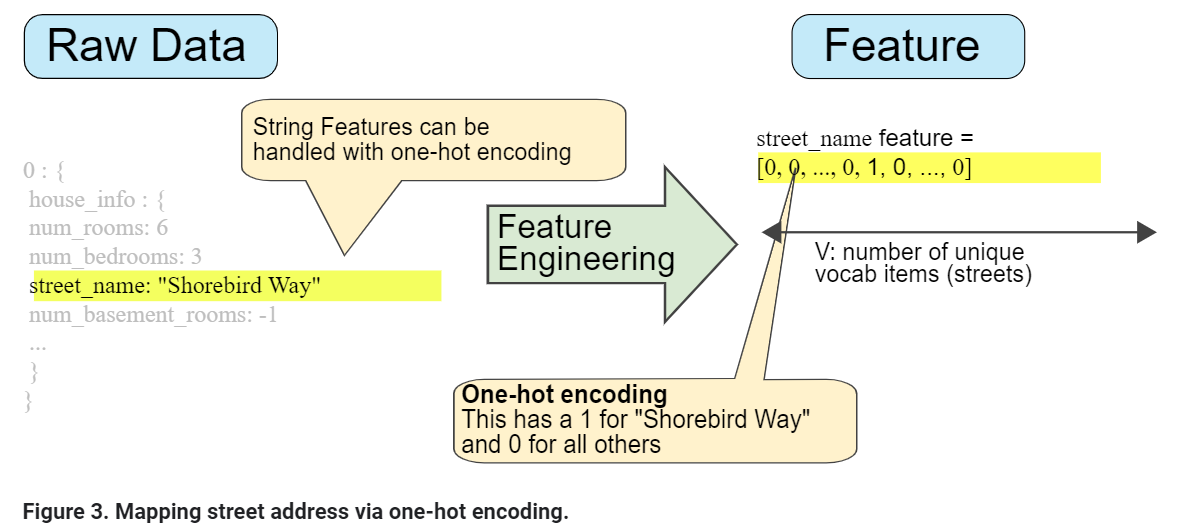 Raw Data
Feature
String Features can be
handled with one-hot encoding
0 : {
house_info : {
num_rooms: 6
num_bedrooms: 3
street_name: "Shorebird Way"
num_basement_rooms: -1
...
}
}
Feature
Engineering
street_name feature =
[0, 0, ..., 0, 1, 0, ..., 0]
V: number of unique
vocab items (streets)
One-hot encoding
This has a 1 for "Shorebird Way"
and 0 for all others
Figure 3. Mapping street address via one-hot encoding.